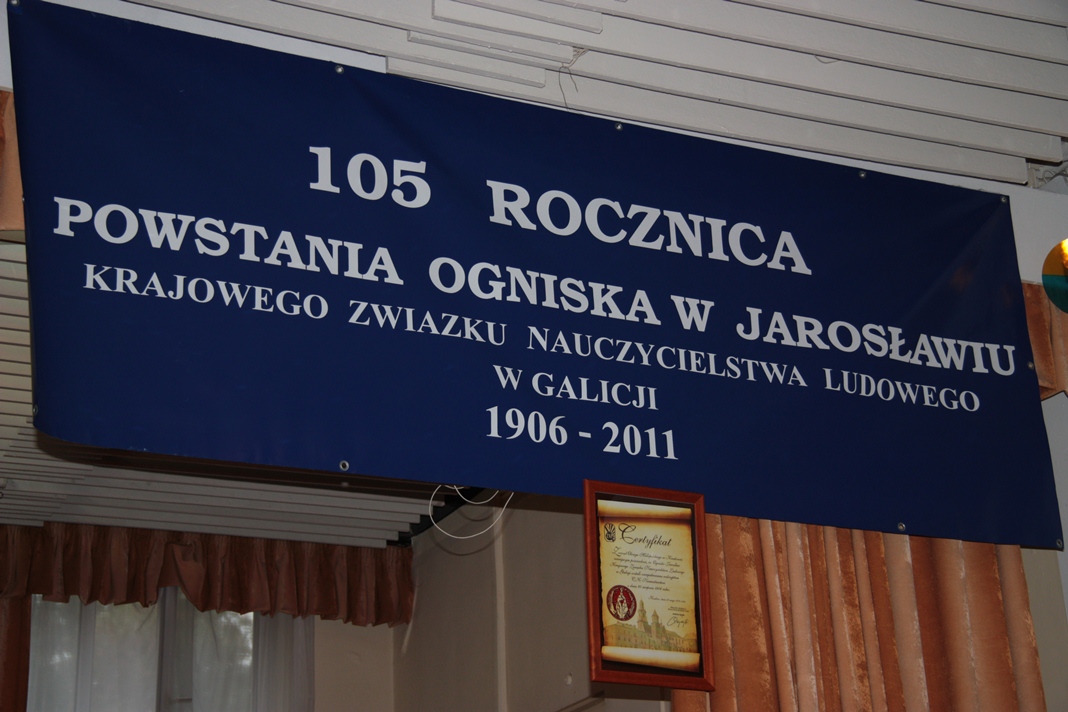 105 ROCZNICA
POWSTANIA OGNISKA W JAROSŁAWIU
KRAJOWEGO ZWIAZKU NAUCZYCIELSTWA LUDOWEGO
W GALICJI
1906 - 2011
Certyfikat